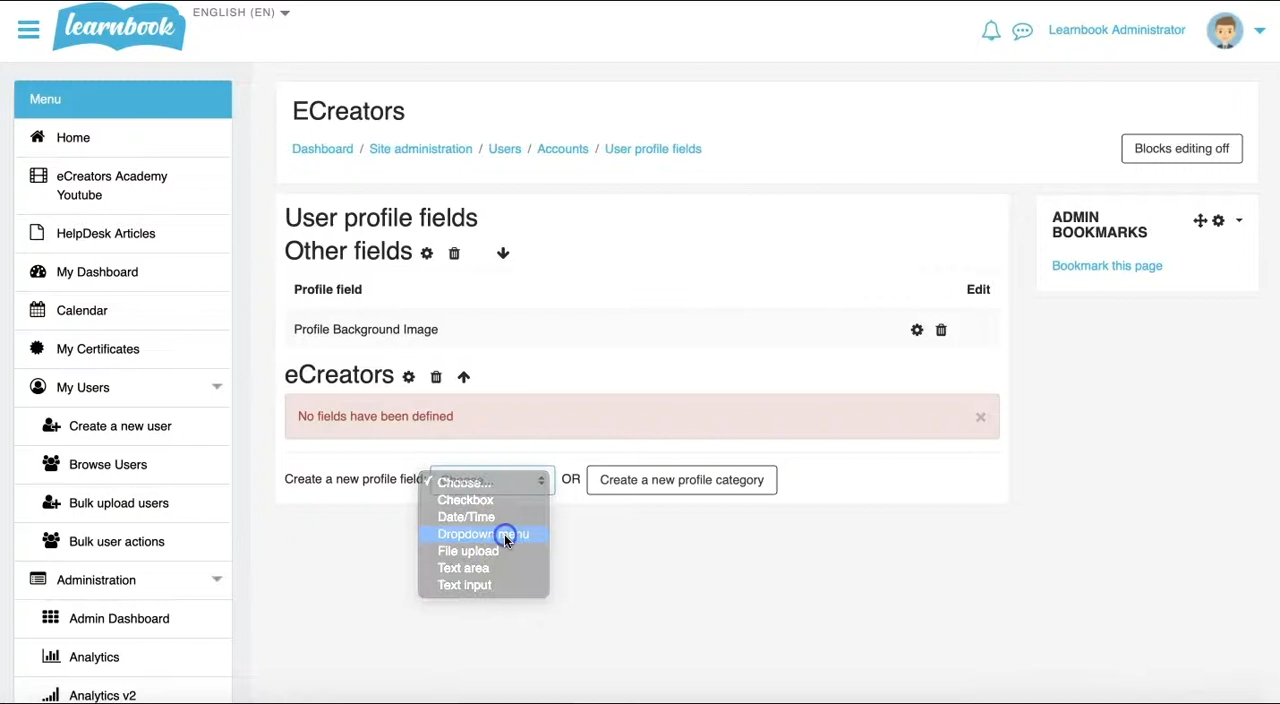 learnbook
ENGLISH (EN)
Learnbook Administrator
Menu
Home
eCreators Academy
Youtube
HelpDesk Articles
My Dashboard
Calendar
My Certificates
My Users
Create a new user
Browse Users
Bulk upload users
Bulk user actions
Administration
Admin Dashboard
Analytics
Analytics v2
ECreators
Dashboard / Site administration / Users / Accounts / User profile fields
Blocks editing off
User profile fields
Other fields
Profile field Edit
Profile Background Image
eCreators
No fields have been defined
Create a new profile field OR Create a new profile category
Choose...
Checkbox
Date/Time
Dropdown menu
File upload
Text area
Text input
ADMIN
BOOKMARKS
Bookmark this page